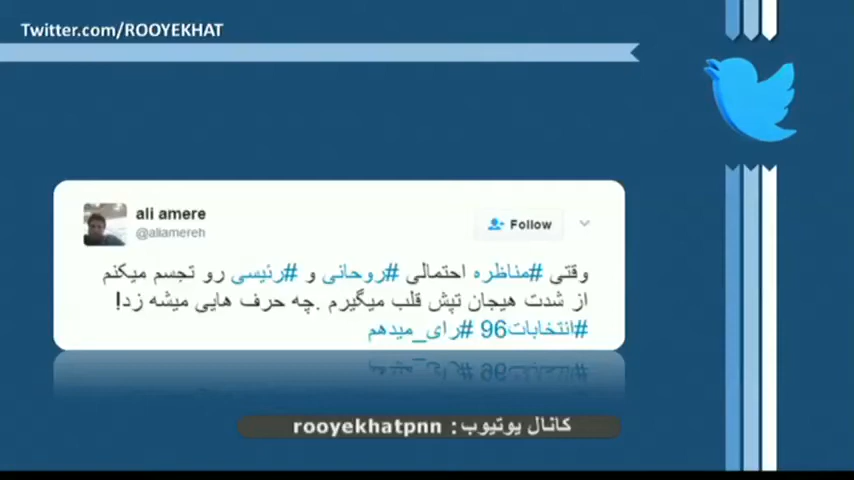 Twitter.com/ROOYEKHAT
ali amere
@aliamereh
Follow
وقتی #مناظره احتمالی #روحانی و #رئیسی رو تجسم میکنم
از شدت هیجان تپش قلب میگیرم .چه حرف هایی میشه زد!
#انتخابات96 #رای_میدهم
کانال یوتیوب : rooyekhatpnn